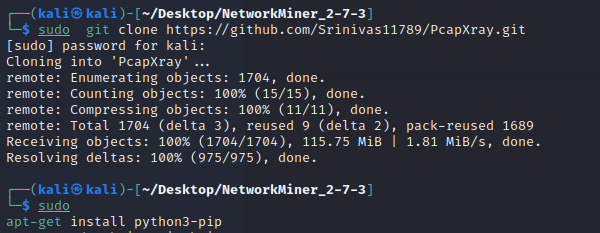 ┌──(kali㉿kali)-[~/Desktop/NetworkMiner_2-7-3]
└─$ sudo  git clone https://github.com/Srinivas11789/PcapXray.git
[sudo] password for kali:
Cloning into 'PcapXray'...
remote: Enumerating objects: 1704, done.
remote: Counting objects: 100% (15/15), done.
remote: Compressing objects: 100% (11/11), done.
remote: Total 1704 (delta 3), reused 9 (delta 2), pack-reused 1689
Receiving objects: 100% (1704/1704), 115.75 MiB | 1.81 MiB/s, done.
Resolving deltas: 100% (975/975), done.
┌──(kali㉿kali)-[~/Desktop/NetworkMiner_2-7-3]
└─$ sudo
apt-get install python3-pip